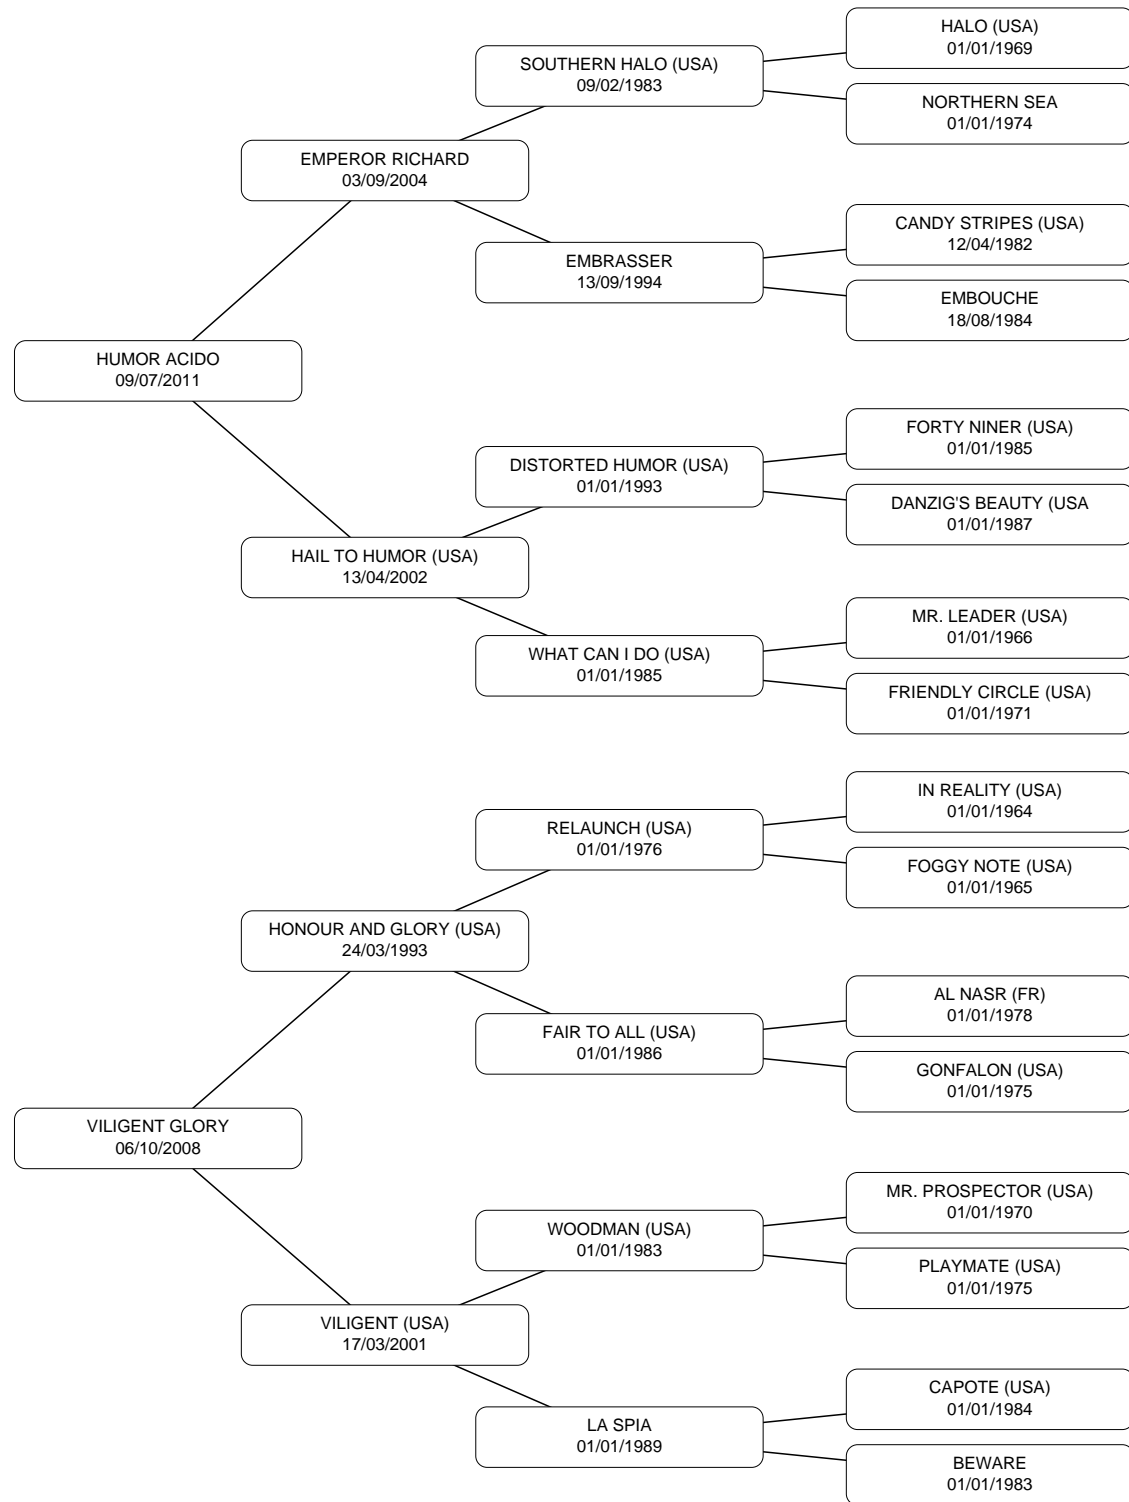 HALO (USA)
01/01/1969
SOUTHERN HALO (USA)
09/02/1983
NORTHERN SEA
01/01/1974
EMPEROR RICHARD
03/09/2004
CANDY STRIPES (USA)
12/04/1982
EMBRASSER
13/09/1994
EMBOUCHE
18/08/1984
HUMOR ACIDO
09/07/2011
FORTY NINER (USA)
01/01/1985
DISTORTED HUMOR (USA)
01/01/1993
DANZIG'S BEAUTY (USA
01/01/1987
HAIL TO HUMOR (USA)
13/04/2002
MR. LEADER (USA)
01/01/1966
WHAT CAN I DO (USA)
01/01/1985
FRIENDLY CIRCLE (USA)
01/01/1971
IN REALITY (USA)
01/01/1964
RELAUNCH (USA)
01/01/1976
FOGGY NOTE (USA)
01/01/1965
HONOUR AND GLORY (USA)
24/03/1993
AL NASR (FR)
01/01/1978
FAIR TO ALL (USA)
01/01/1986
GONFALON (USA)
01/01/1975
VILIGENT GLORY
06/10/2008
MR. PROSPECTOR (USA)
01/01/1970
WOODMAN (USA)
01/01/1983
PLAYMATE (USA)
01/01/1975
VILIGENT (USA)
17/03/2001
CAPOTE (USA)
01/01/1984
LA SPIA
01/01/1989
BEWARE
01/01/1983